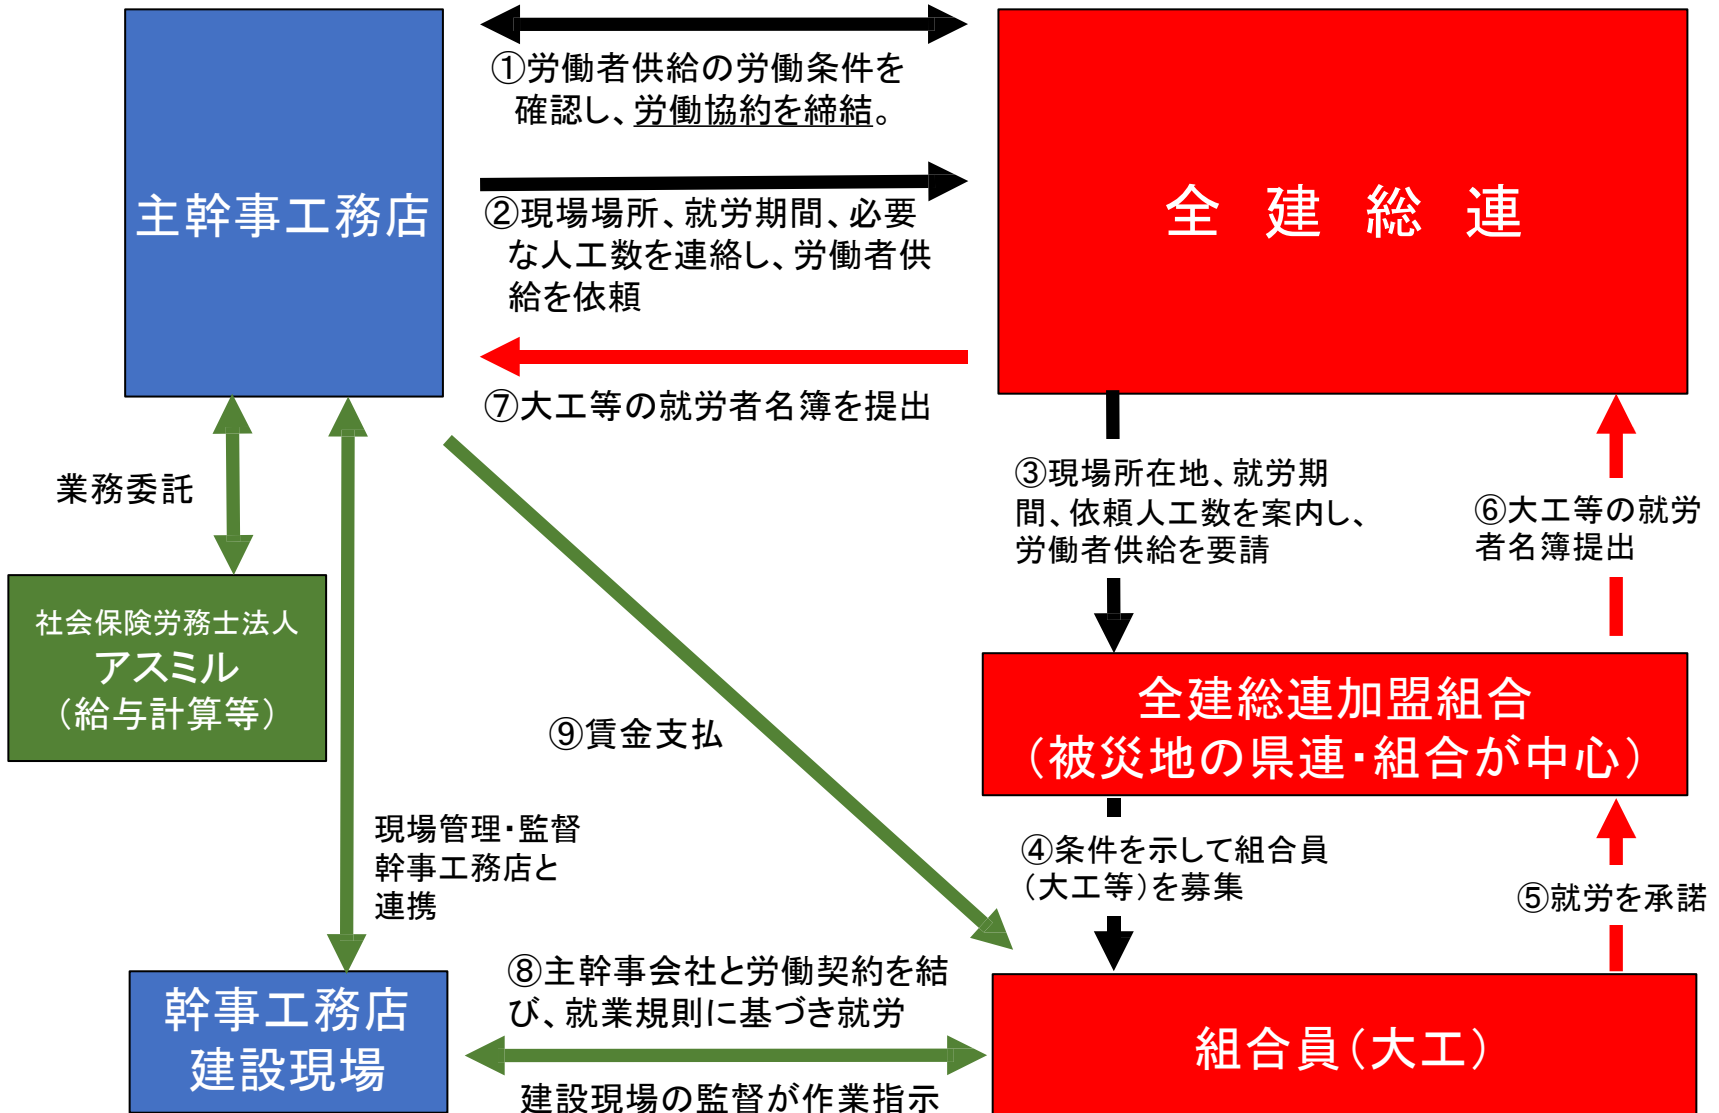 主幹事工務店
①労働者供給の労働条件を
確認し、労働協約を締結。
②現場場所、就労期間、必要
な人工数を連絡し、労働者供
給を依頼
⑦大工等の就労者名簿を提出
全建総連
業務委託
③現場所在地、就労期
間、依頼人工数を案内し、
労働者供給を要請
⑥大工等の就労
者名簿提出
社会保険労務士法人
アスミル
（給与計算等）
⑨賃金支払
全建総連加盟組合
（被災地の県連・組合が中心）
現場管理・監督
幹事工務店と
連携
④条件を示して組合員
（大工等）を募集
⑤就労を承諾
⑧主幹事会社と労働契約を結
び、就業規則に基づき就労
幹事工務店
建設現場
建設現場の監督が作業指示
組合員（大工）